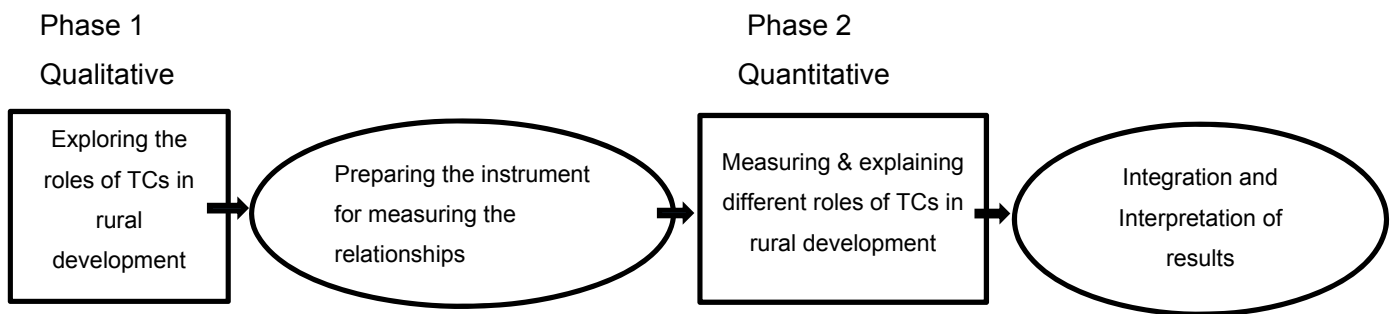 Phase 1
Qualitative
Exploring the
roles of TCs in
rural
development
Preparing the instrument
for measuring the
relationships
Phase 2
Quantitative
Measuring & explaining
different roles of TCs in
rural development
Integration and
Interpretation of
results